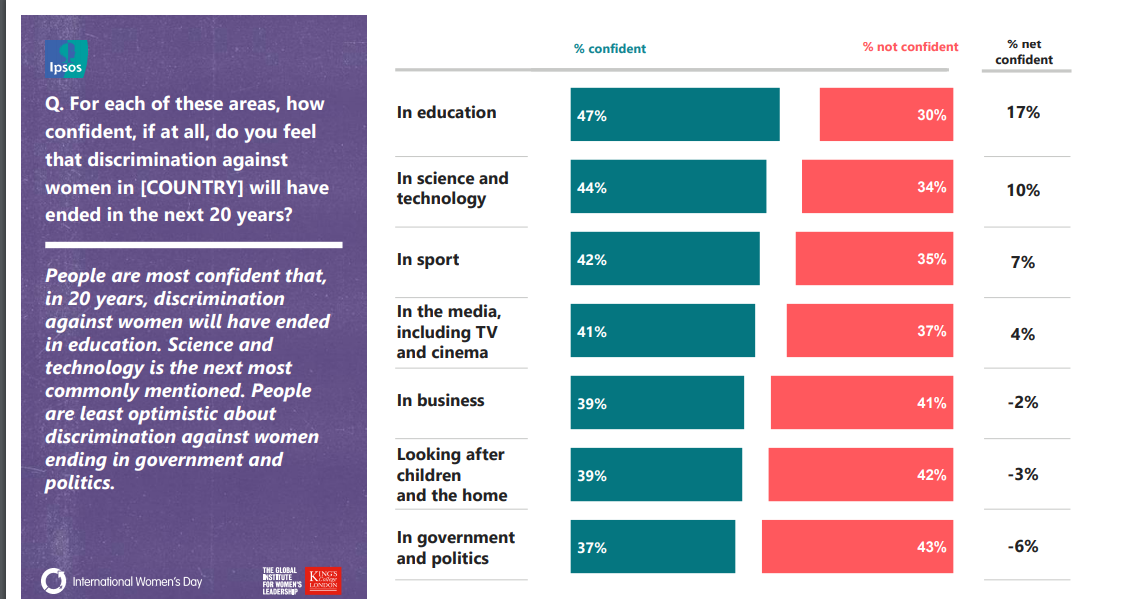 Ipsos
Q. For each of these areas, how
confident, if at all, do you feel
that discrimination against
women in [COUNTRY] will have
ended in the next 20 years?
People are most confident that,
in 20 years, discrimination
against women will have ended
in education. Science and
technology is the next most
commonly mentioned. People
are least optimistic about
discrimination against women
ending in government and
politics.
International Women's Day
THE GLOBAL
INSTITUTE
FOR WOMEN'S
LEADERSHIP
KING'S
College
LONDON
% confident
% not confident
% net
confident
In education
47%
30%
17%
In science and
technology
44%
34%
10%
In sport
42%
35%
7%
In the media,
including TV
and cinema
41%
37%
4%
In business
39%
41%
-2%
Looking after
children
and the home
39%
42%
-3%
In government
and politics
37%
43%
-6%